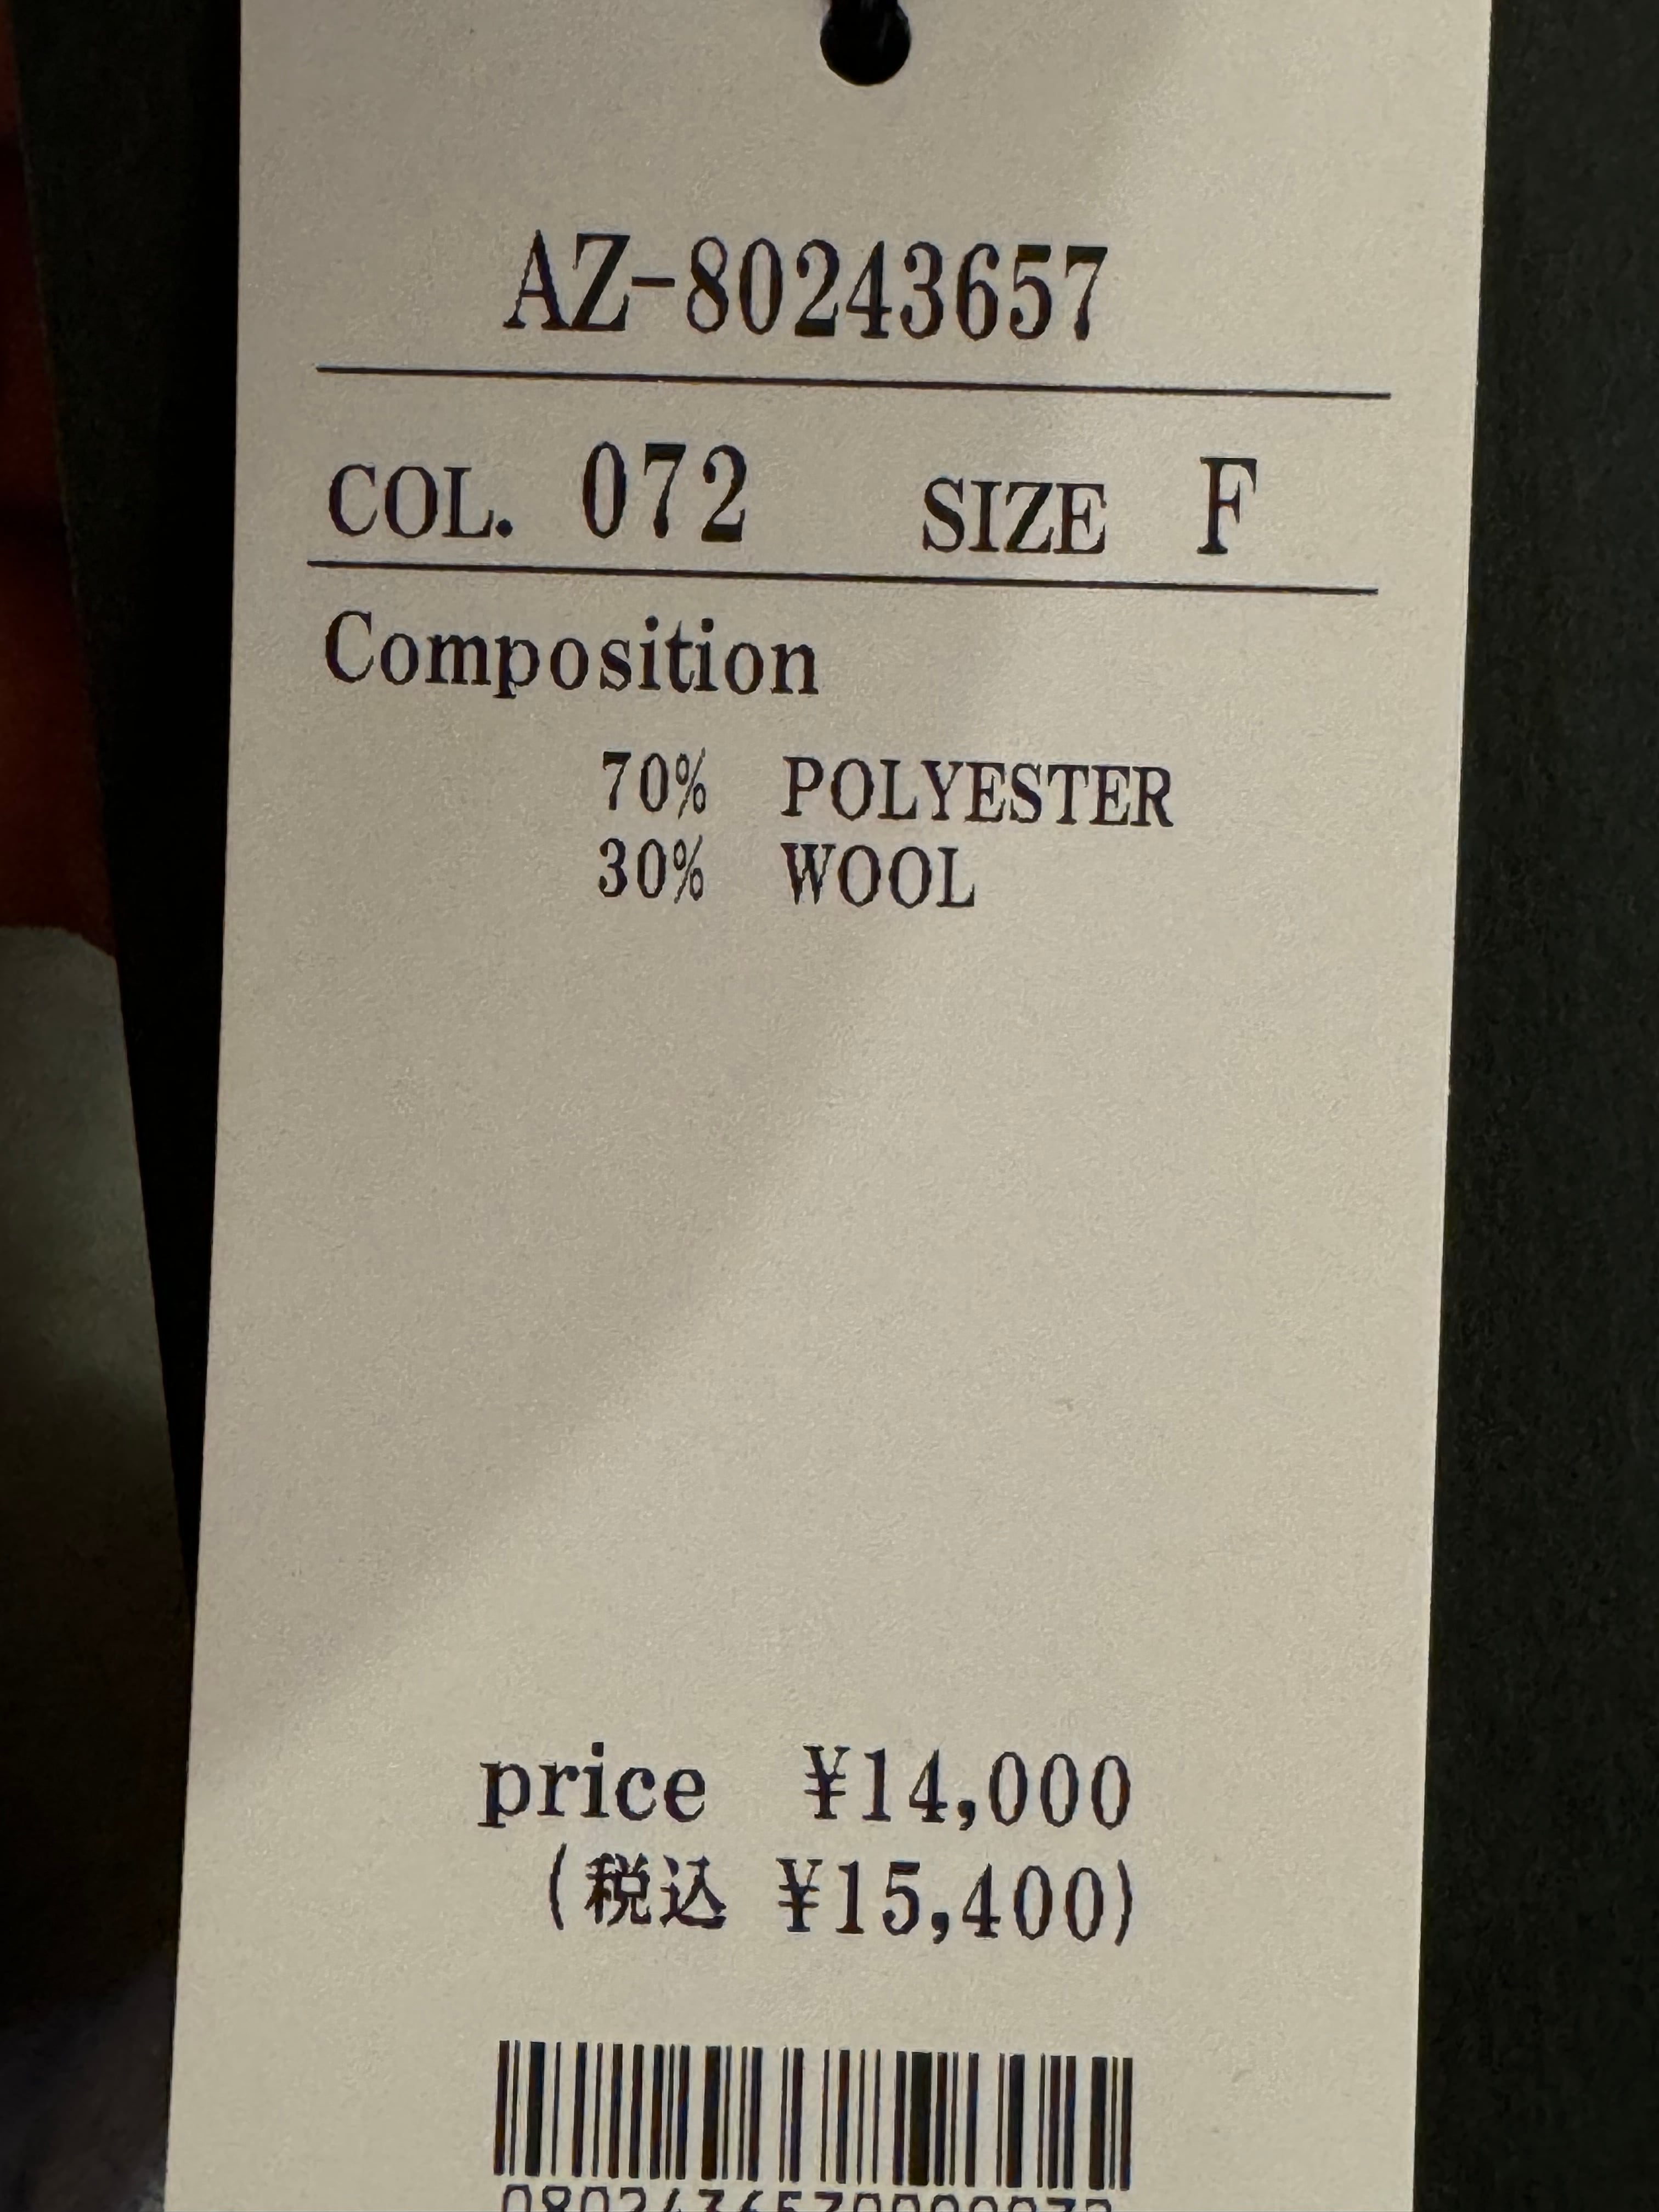 AZ-80243657
COL. 072 SIZE F
Composition
70% POLYESTER
30% WOOL
price ¥14,000
(税込 ¥15,400)